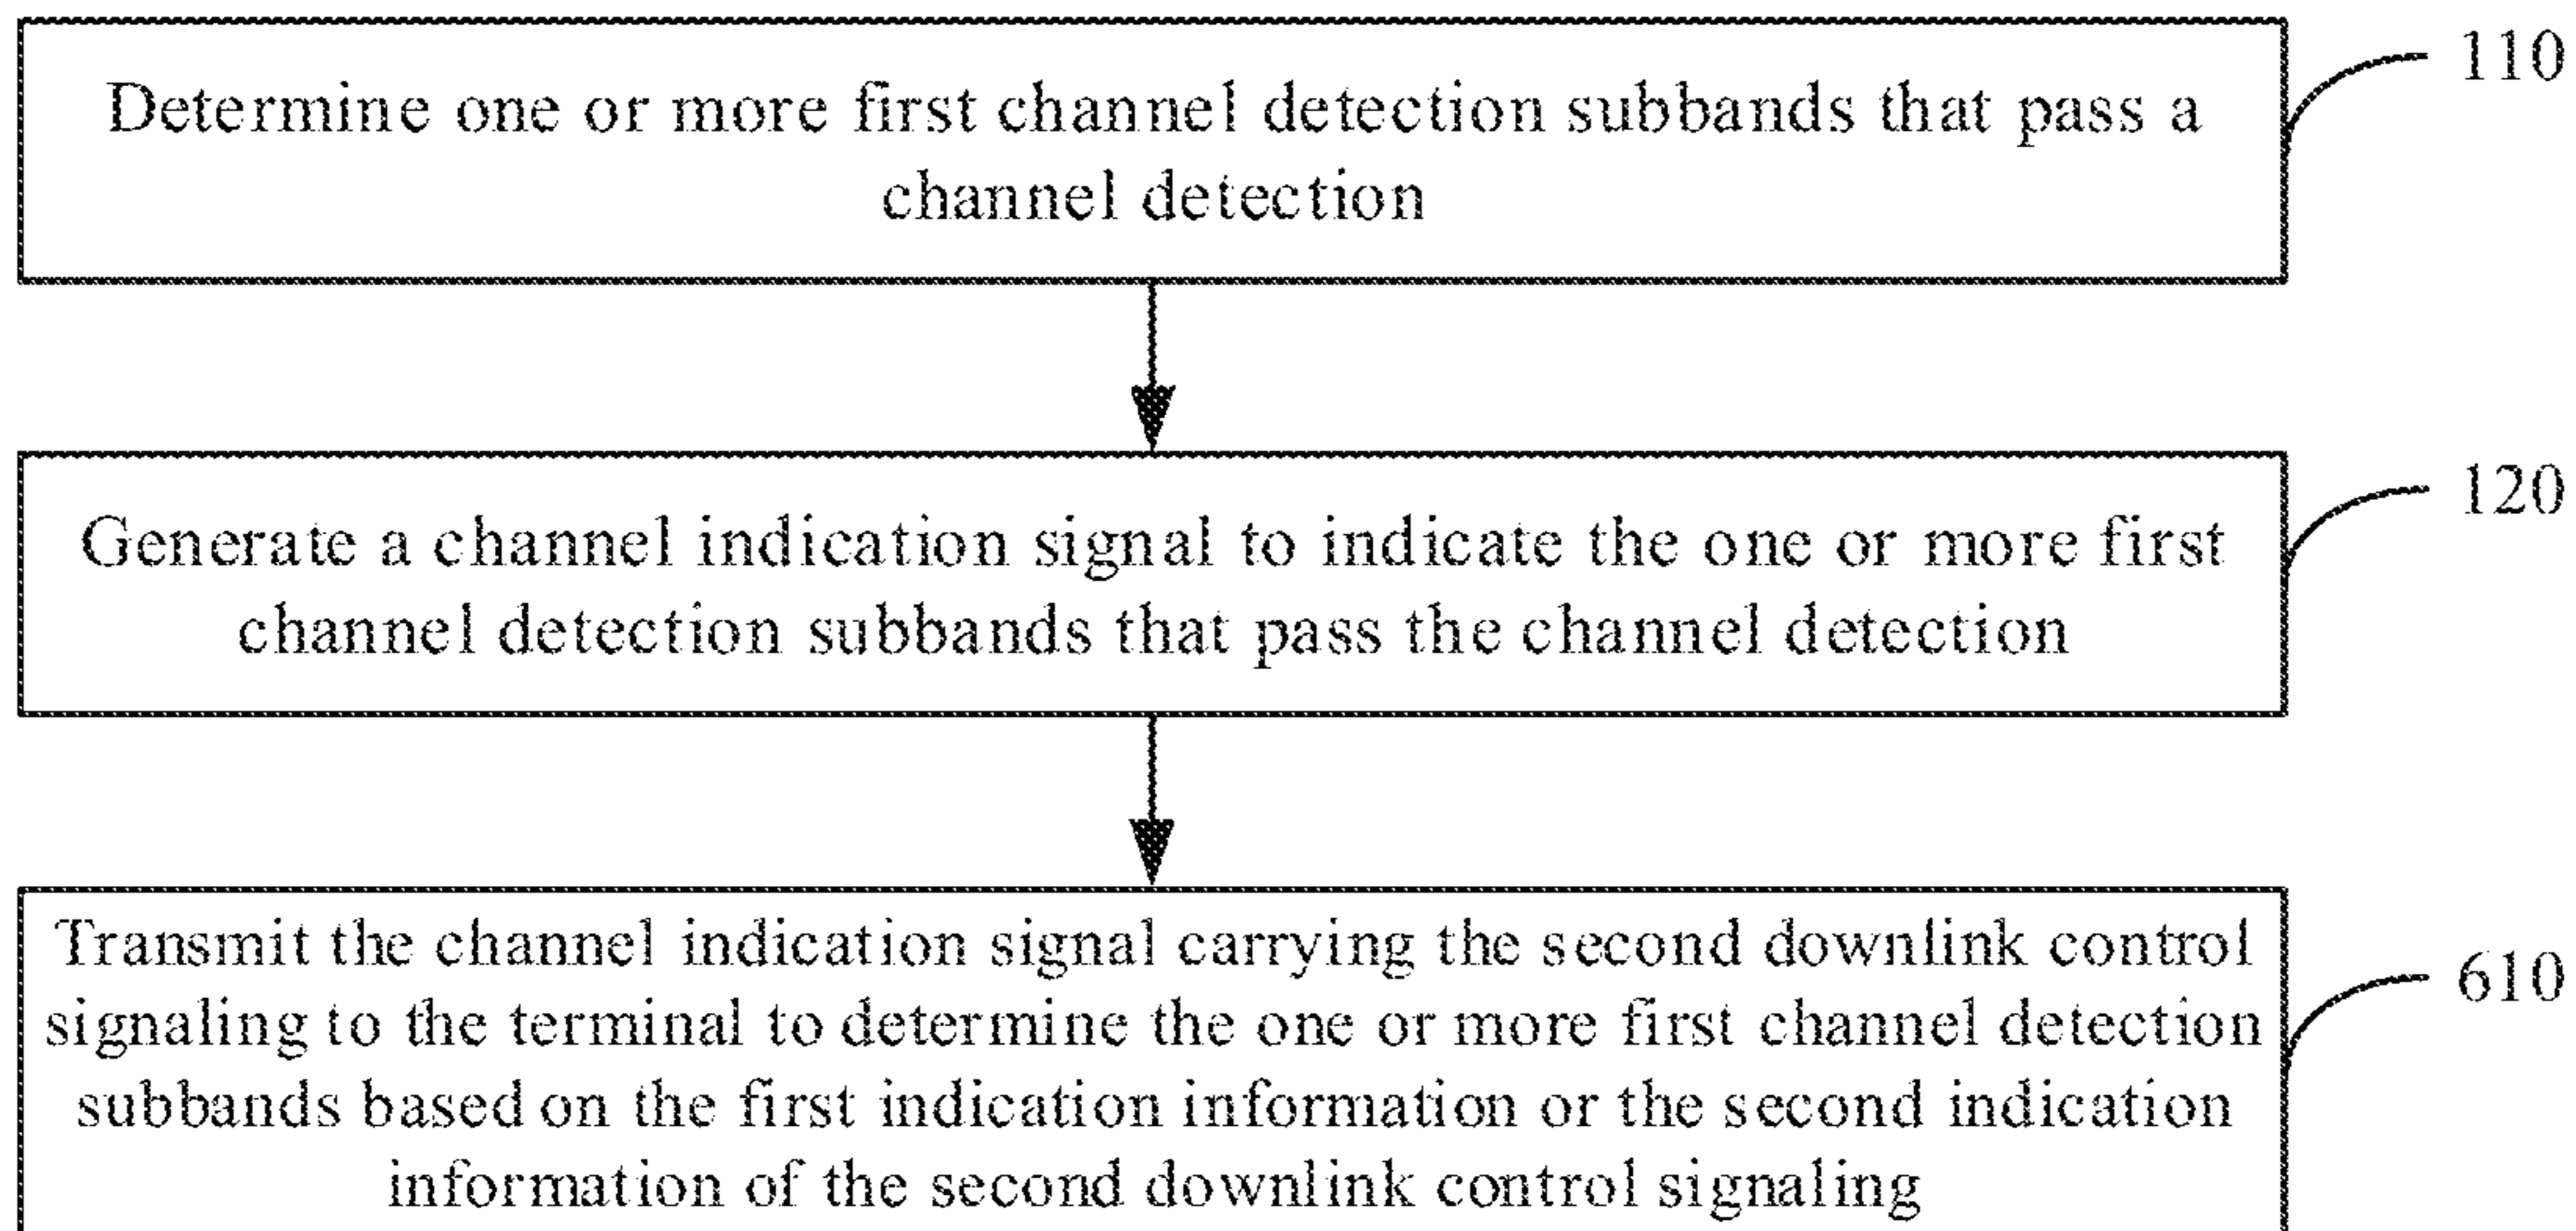 Determine one or more first channel detection subbands that pass a
channel detection
110
Generate a channel indication signal to indicate the one or more first
channel detection subbands that pass the channel detection
120
Transmit the channel indication signal carrying the second downlink control
signaling to the terminal to determine the one or more first channel detection
subbands based on the first indication information or the second indication
information of the second downlink control signaling
610